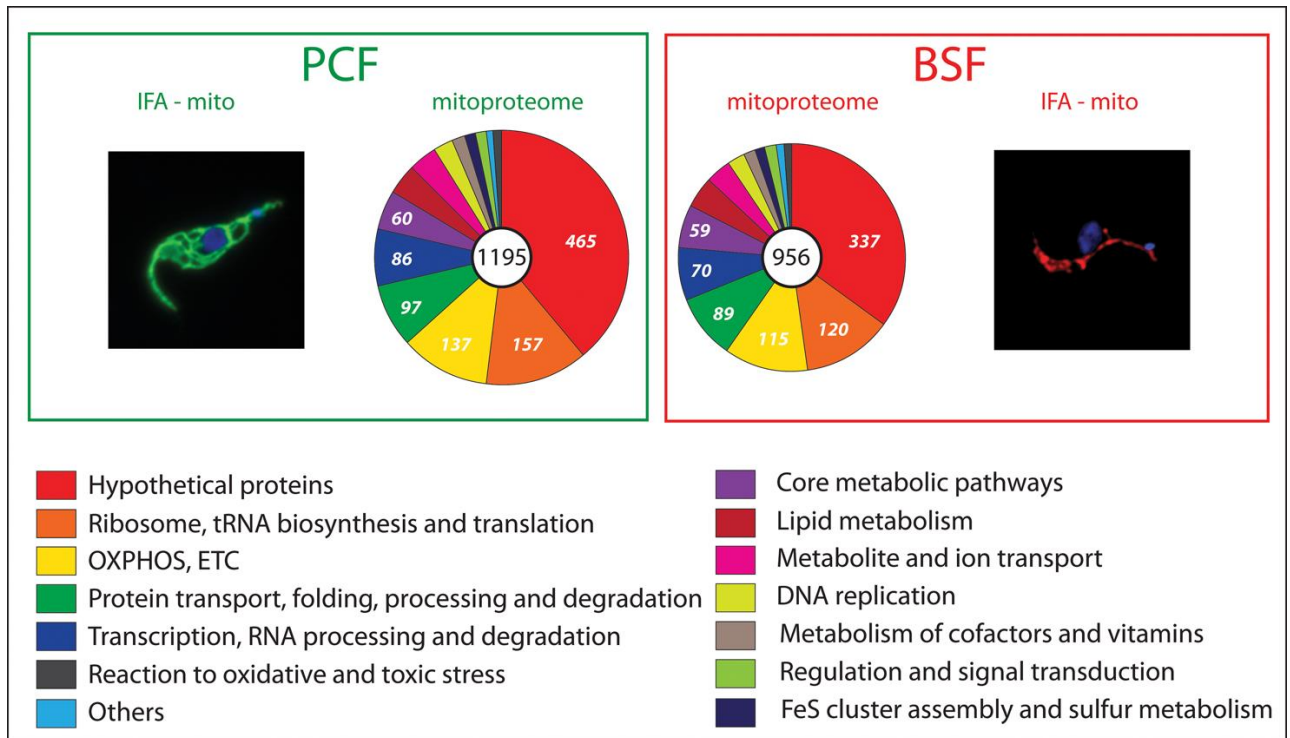 PCF
IFA - mito
mitoproteome
60
86
97
137
157
465
1195
BSF
mitoproteome
IFA - mito
59
70
89
115
120
337
956
Hypothetical proteins
Ribosome, tRNA biosynthesis and translation
OXPHOS, ETC
Protein transport, folding, processing and degradation
Transcription, RNA processing and degradation
Reaction to oxidative and toxic stress
Others
Core metabolic pathways
Lipid metabolism
Metabolite and ion transport
DNA replication
Metabolism of cofactors and vitamins
Regulation and signal transduction
FeS cluster assembly and sulfur metabolism